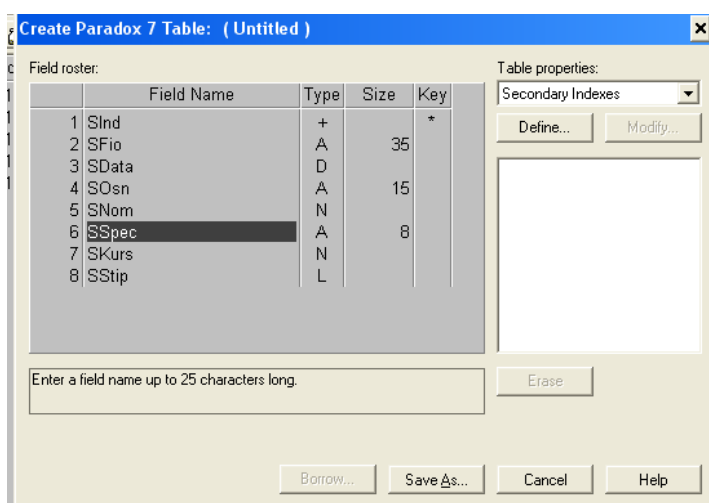 Create Paradox 7 Table: ( Untitled )
Field roster:
Table properties:
Field Name Type Size Key
Secondary Indexes
1 SInd + *
Define... Modify...
2 SFio A 35
3 SData D
4 SOsn A 15
5 SNom N
6 SSpec A 8
7 SKurs N
8 SStip L
Enter a field name up to 25 characters long.
Erase
Borrow... Save As... Cancel Help